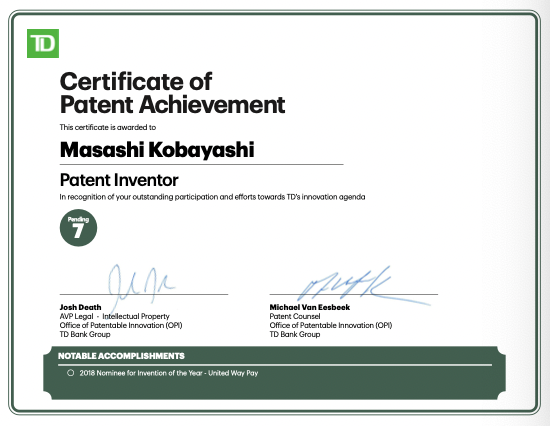 TD
Certificate of
Patent Achievement
This certificate is awarded to
Masashi Kobayashi
Patent Inventor
In recognition of your outstanding participation and efforts towards TD's innovation agenda
Pending
7
Josh Death
AVP Legal - Intellectual Property
Office of Patentable Innovation (OPI)
TD Bank Group
Michael Van Eesbeek
Patent Counsel
Office of Patentable Innovation (OPI)
TD Bank Group
NOTABLE ACCOMPLISHMENTS
2018 Nominee for Invention of the Year - United Way Pay